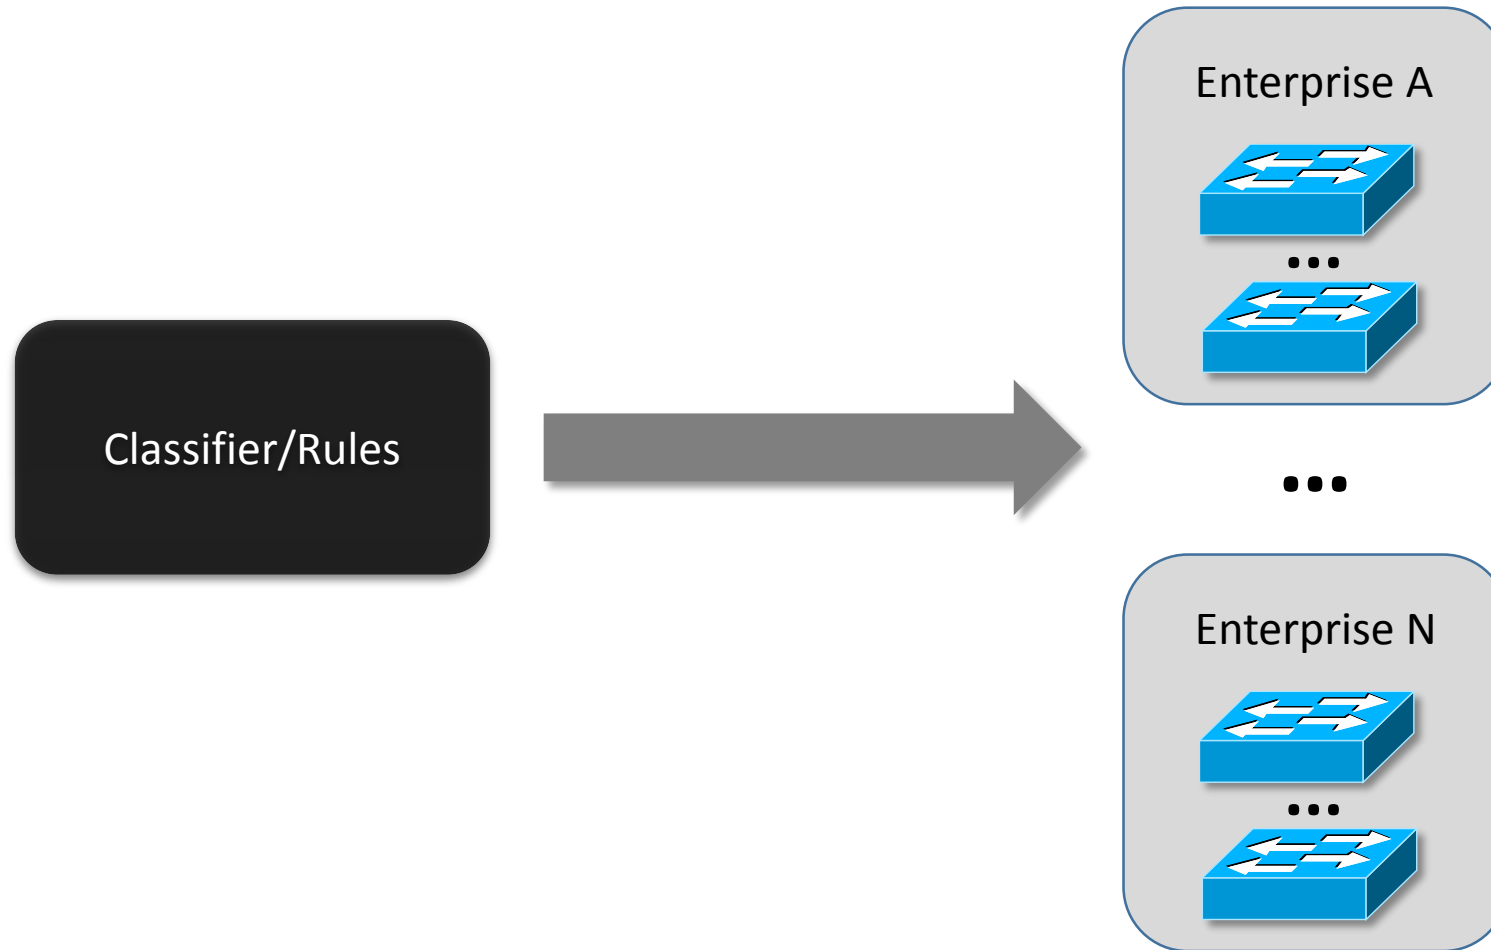 Enterprise A
...
Classifier/Rules
...
Enterprise N
...